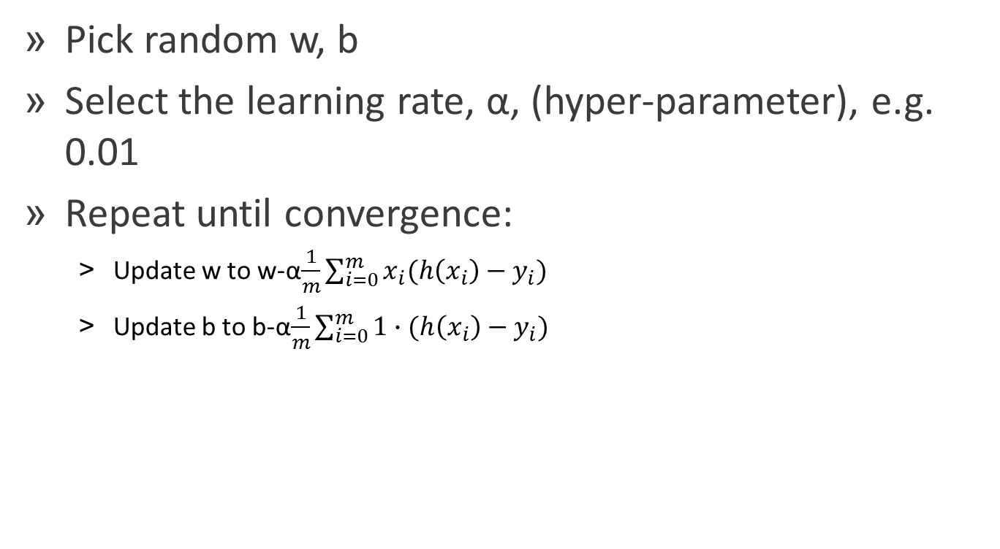 » Pick random w, b
» Select the learning rate, α, (hyper-parameter), e.g.
0.01
» Repeat until convergence:
> Update w to w-α\frac{1}{m}\sum_{i=0}^{m} x_i(h(x_i) − y_i)
> Update b to b-α\frac{1}{m}\sum_{i=0}^{m} 1 · (h(x_i) − y_i)